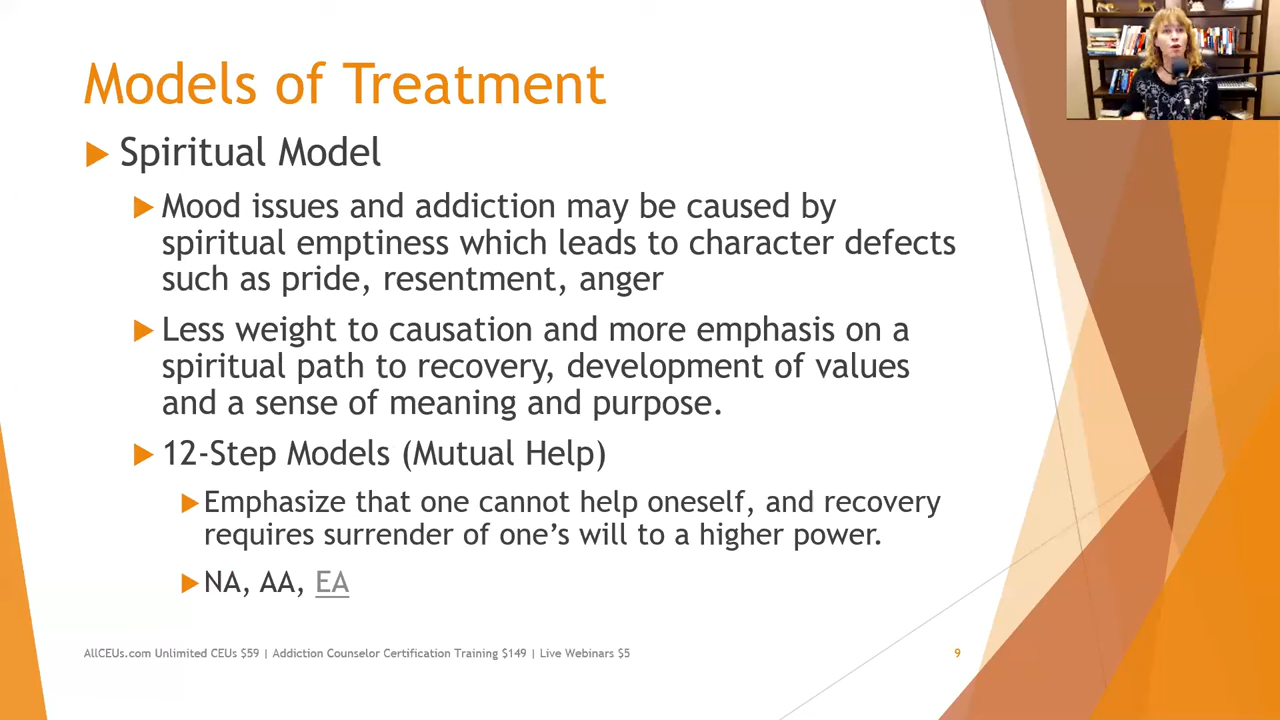 Models of Treatment
Spiritual Model
Mood issues and addiction may be caused by
spiritual emptiness which leads to character defects
such as pride, resentment, anger
Less weight to causation and more emphasis on a
spiritual path to recovery, development of values
and a sense of meaning and purpose.
12-Step Models (Mutual Help)
Emphasize that one cannot help oneself, and recovery
requires surrender of one’s will to a higher power.
NA, AA, EA
AllCEUs.com Unlimited CEUs $59 | Addiction Counselor Certification Training $149 | Live Webinars $5
9